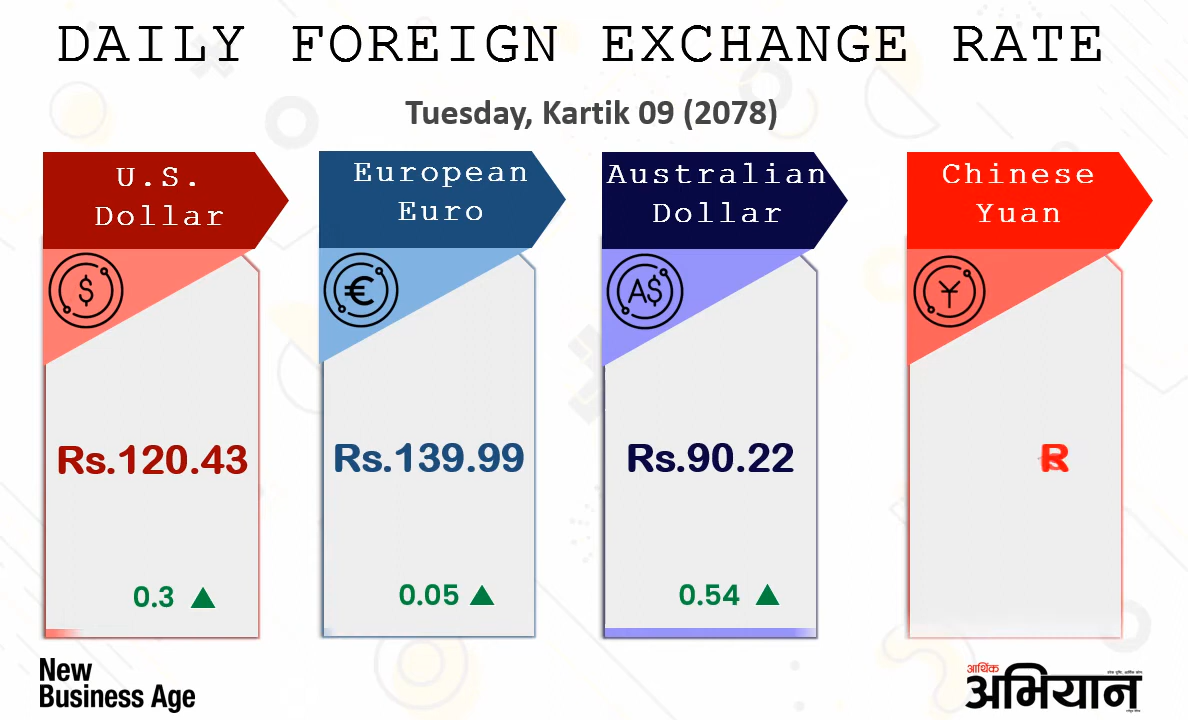 DAILY FOREIGN EXCHANGE RATE
Tuesday, Kartik 09 (2078)
U.S.
Dollar
$
Rs.120.43
0.3 ▲
European
Euro
€
Rs.139.99
0.05 ▲
Australian
Dollar
A$
Rs.90.22
0.54 ▲
Chinese
Yuan
¥
R
New
Business Age
आर्थिक
अभियान